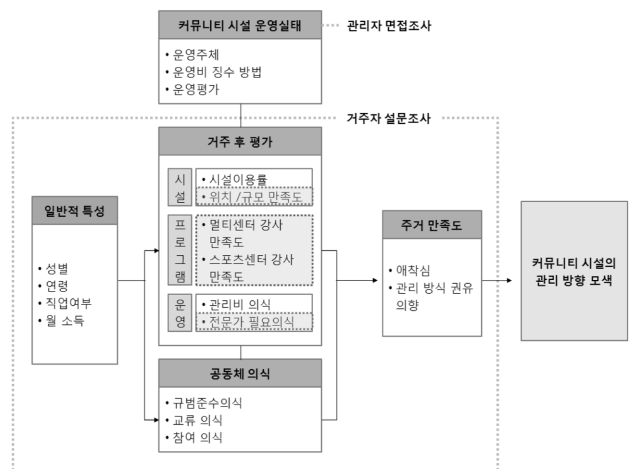 커뮤니티 시설 운영실태
관리자 면접조사
• 운영주체
• 운영비 징수 방법
• 운영평가
거주자 설문조사
거주 후 평가
시설
• 시설이용률
• 위치 /규모 만족도
프로그램
• 멀티센터 강사
만족도
• 스포츠센터 강사
만족도
운영
• 관리비 의식
• 전문가 필요의식
일반적 특성
• 성별
• 연령
• 직업여부
• 월 소득
공동체 의식
• 규범준수의식
• 교류 의식
• 참여 의식
주거 만족도
• 애착심
• 관리 방식 권유
의향
커뮤니티 시설의
관리 방향 모색